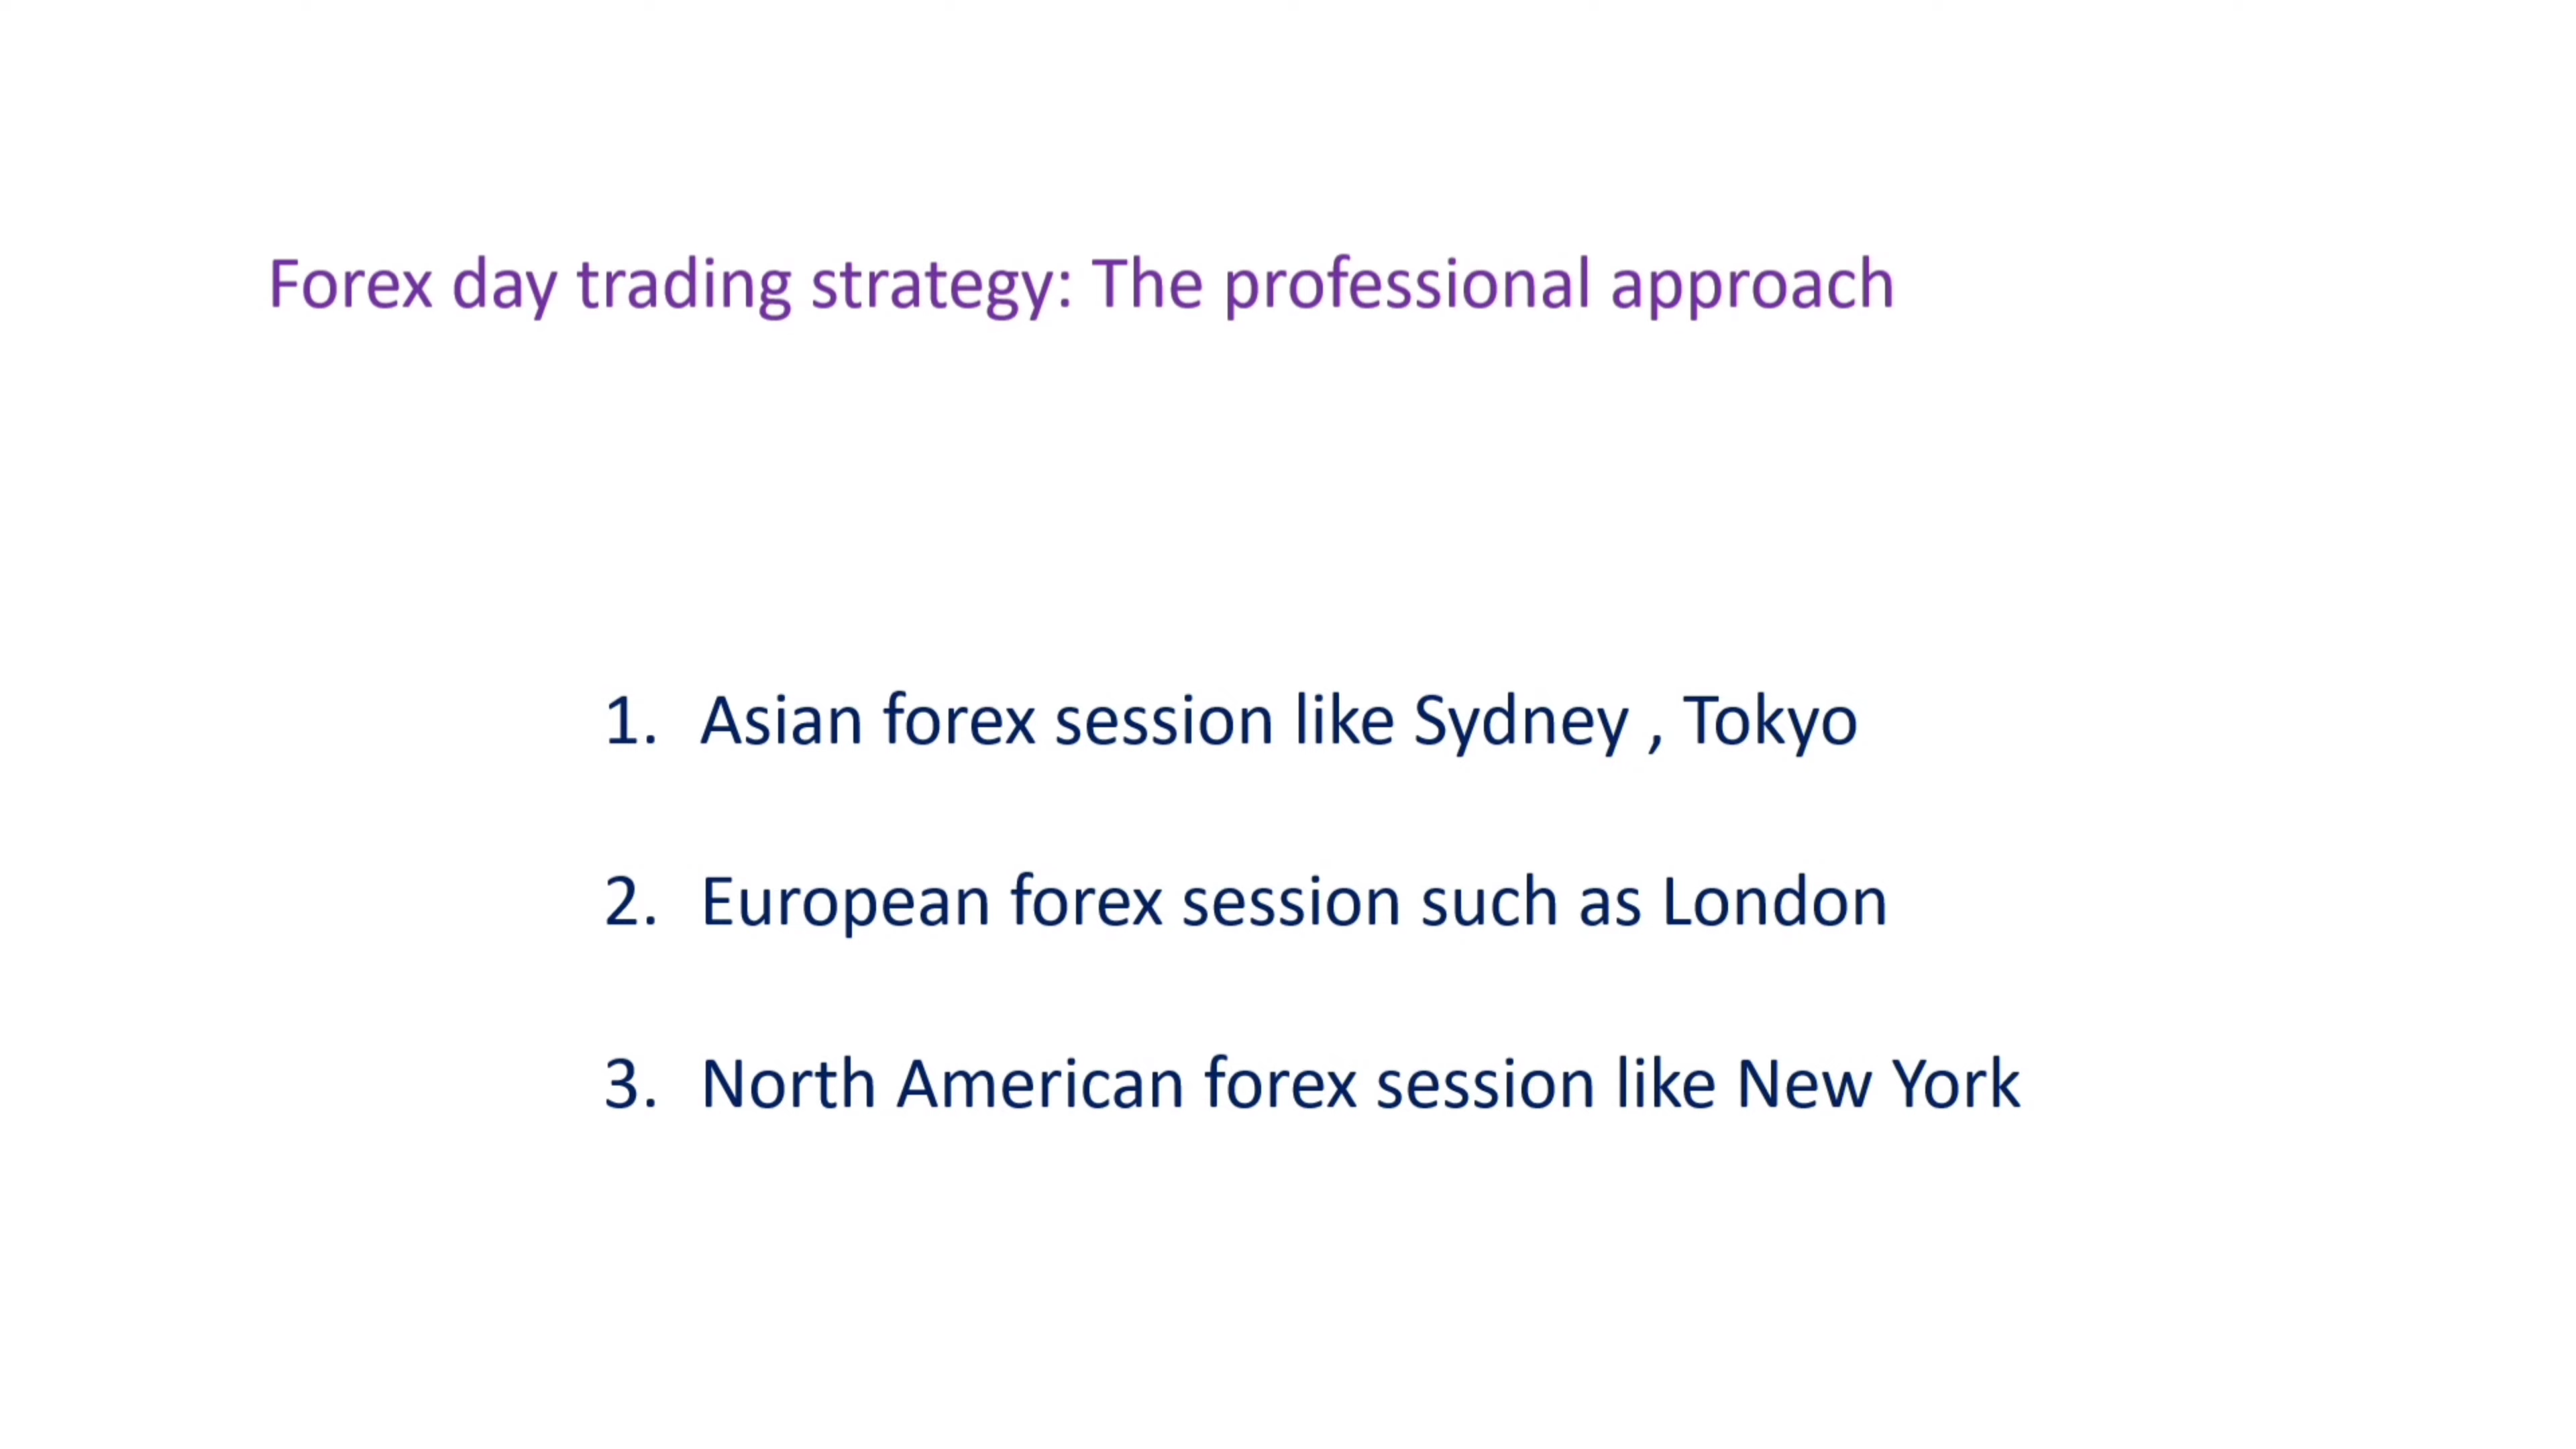 Forex day trading strategy: The professional approach
1. Asian forex session like Sydney , Tokyo
2. European forex session such as London
3. North American forex session like New York